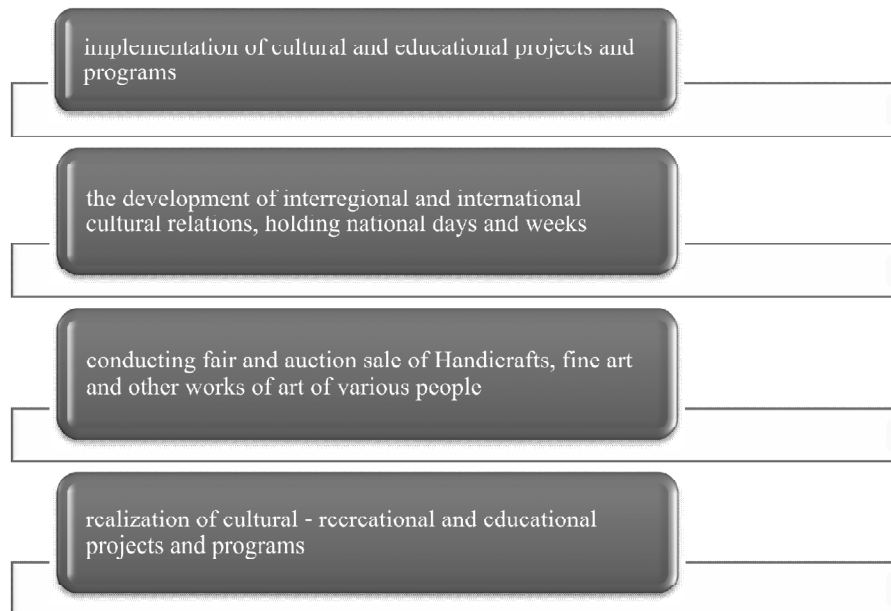 implementation of cultural and educational projects and
programs
the development of interregional and international
cultural relations, holding national days and weeks
conducting fair and auction sale of Handicrafts, fine art
and other works of art of various people
realization of cultural - recreational and educational
projects and programs